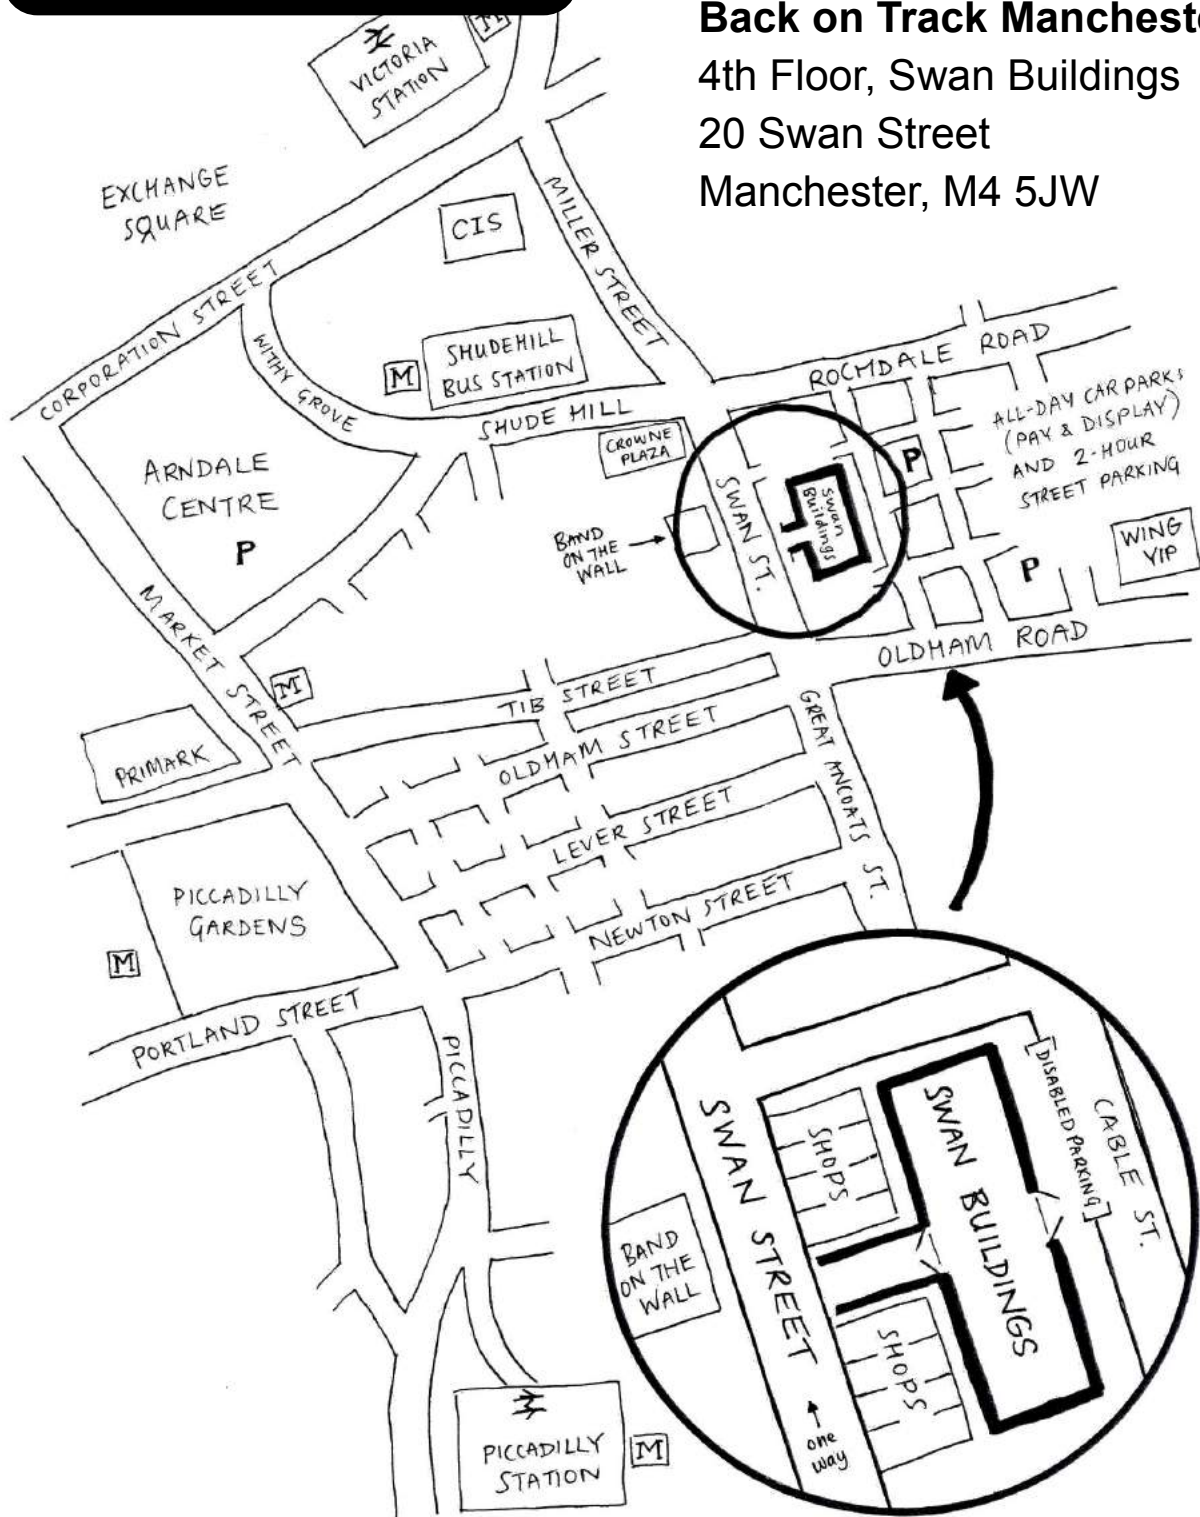 Back on Track Manchest
4th Floor, Swan Buildings
20 Swan Street
Manchester, M4 5JW
M
VICTORIA
STATION
EXCHANGE
SQUARE
CIS
MILLER STREET
CORPORATION STREET
WITHY GROVE
M
SHUDEHILL
BUS STATION
SHUDE HILL
CROWNE
PLAZA
ROCHDALE ROAD
ALL-DAY CAR PARKS
(PAY & DISPLAY)
AND 2-HOUR
STREET PARKING
P
ARNDALE
CENTRE
P
SWAN ST.
Swan
Buildings
BAND
ON THE
WALL
WING
YIP
P
OLDHAM ROAD
MARKET STREET
M
TIB STREET
OLDHAM STREET
GREAT ANCOATS ST.
PRIMARK
LEVER STREET
NEWTON STREET
PICCADILLY
GARDENS
M
PORTLAND STREET
PICCADILLY
PICCADILLY
STATION
M
SWAN STREET
SHOPS
SWAN BUILDINGS
[DISABLED PARKING]
CABLE ST.
BAND
ON THE
WALL
SHOPS
one
way